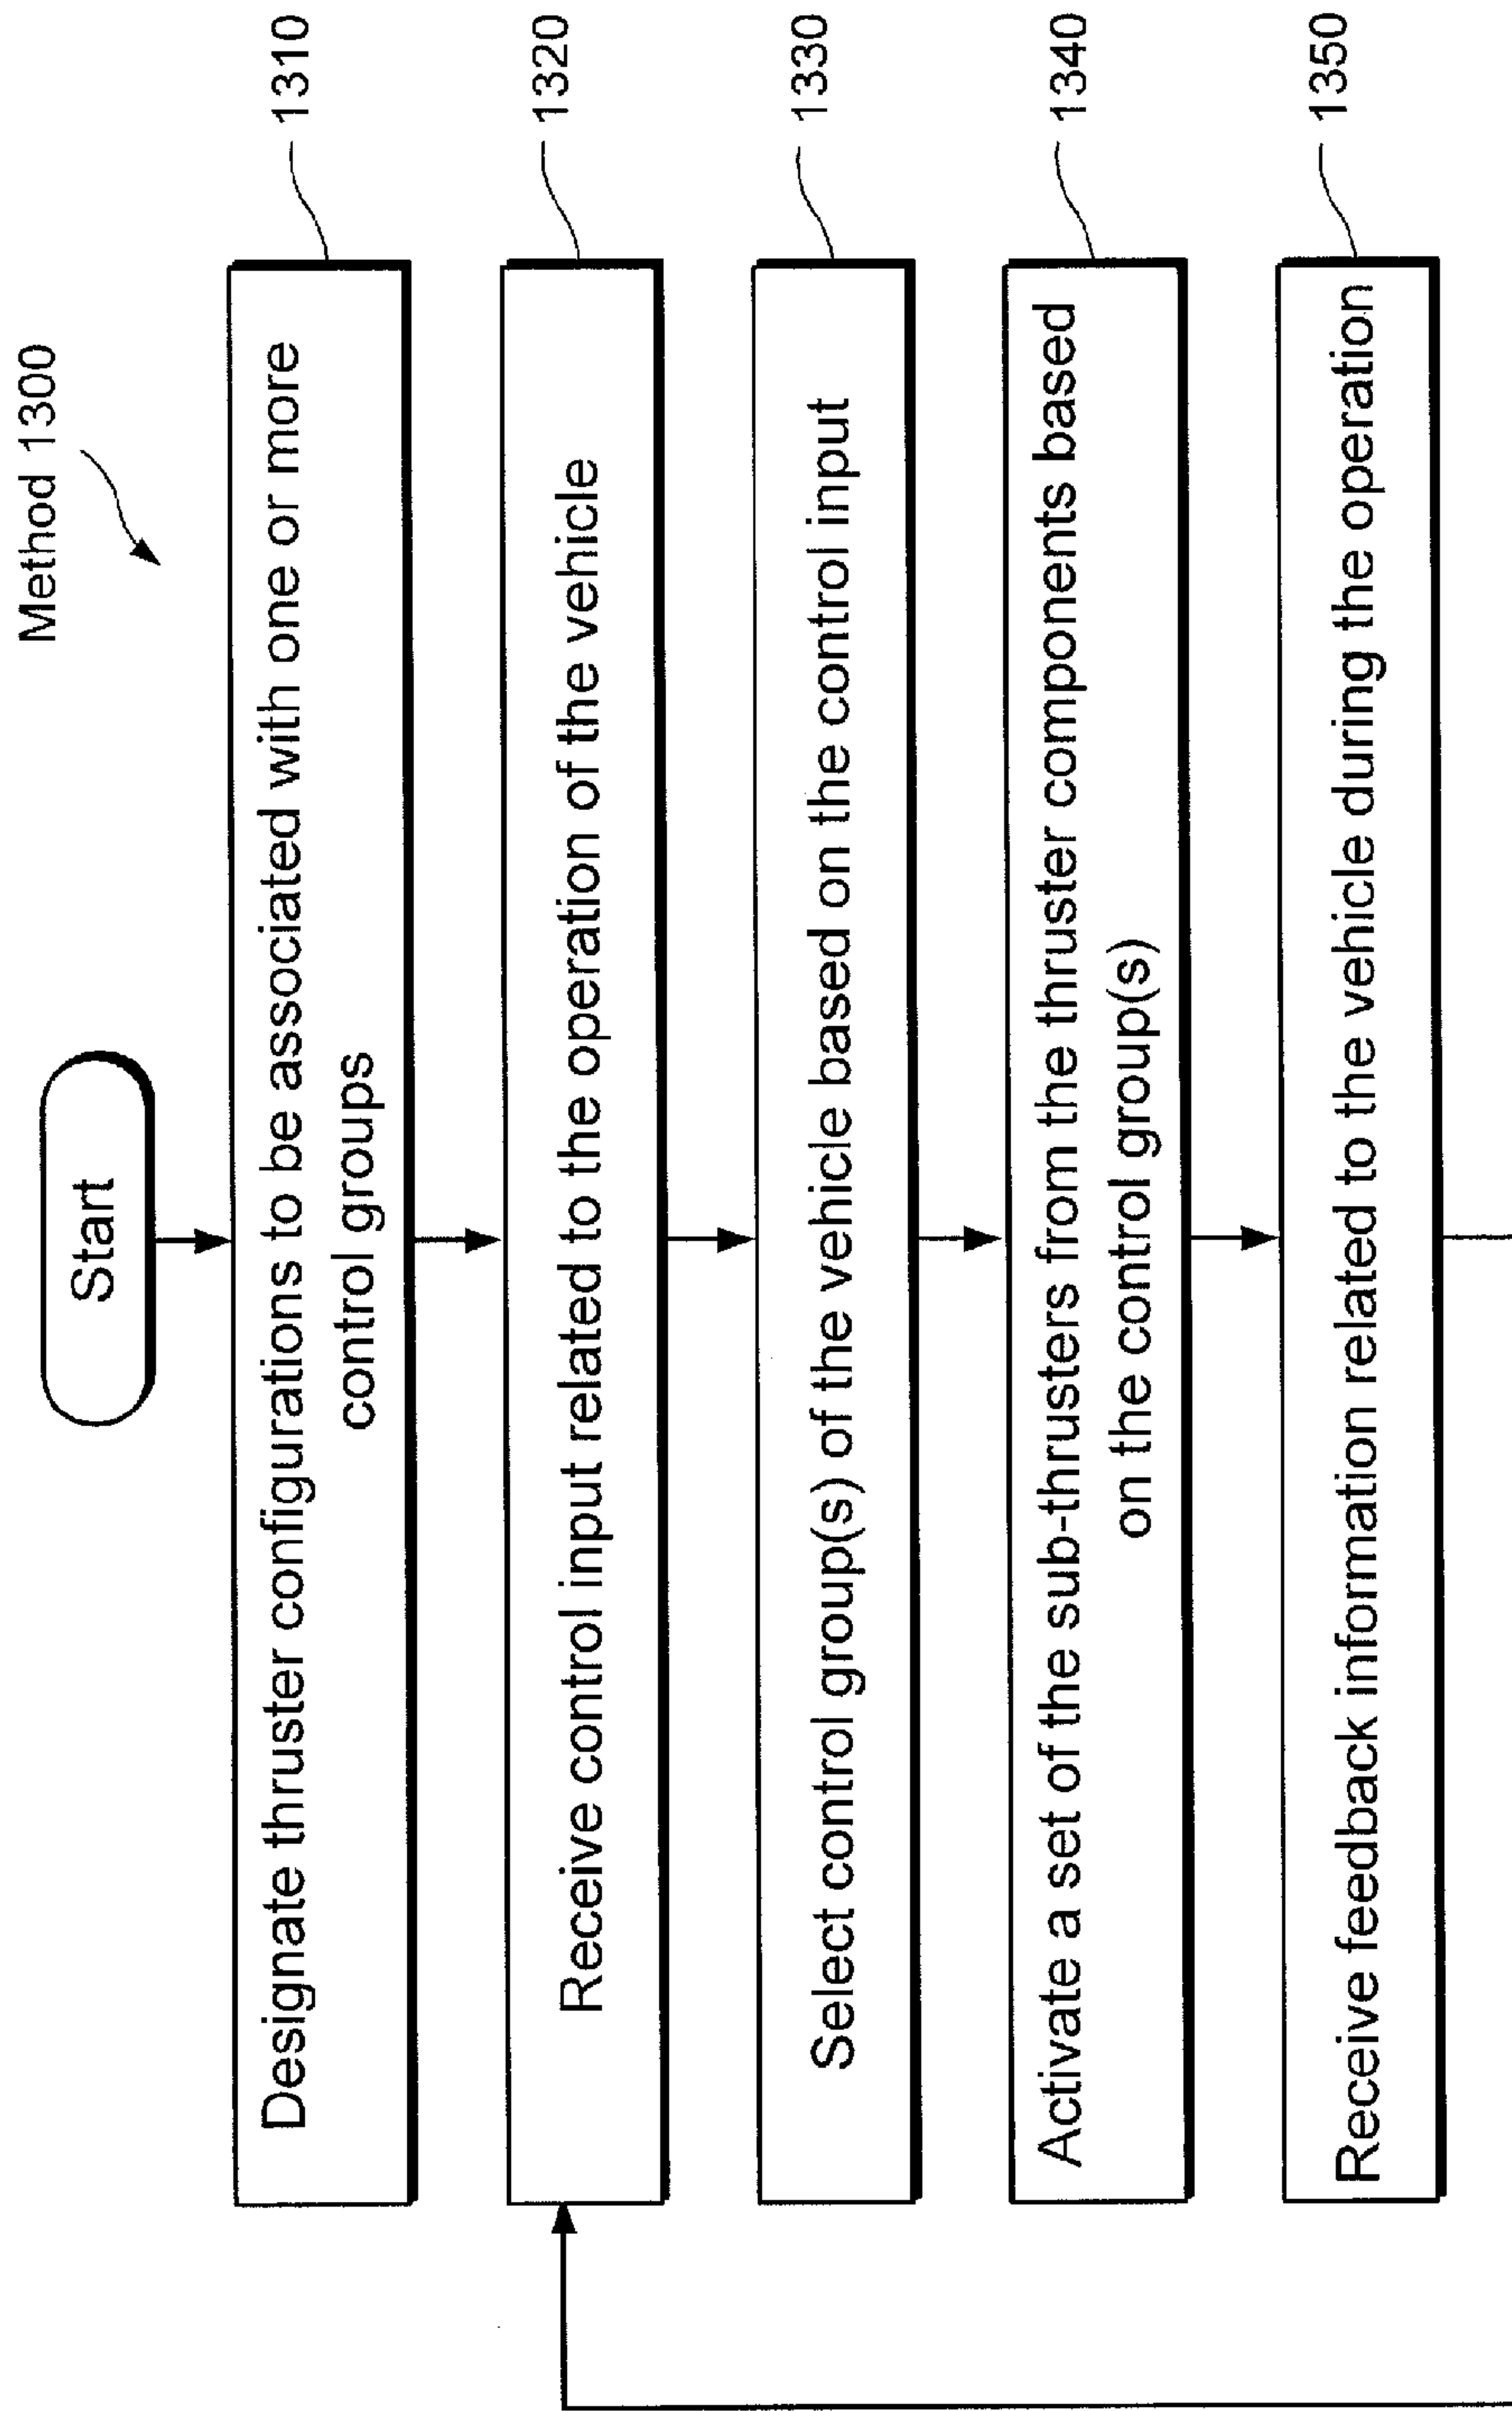 Method 1300
Start
Designate thruster configurations to be associated with one or more
control groups
1310
Receive control input related to the operation of the vehicle
1320
Select control group(s) of the vehicle based on the control input
1330
Activate a set of the sub-thrusters from the thruster components based
on the control group(s)
1340
Receive feedback information related to the vehicle during the operation
1350